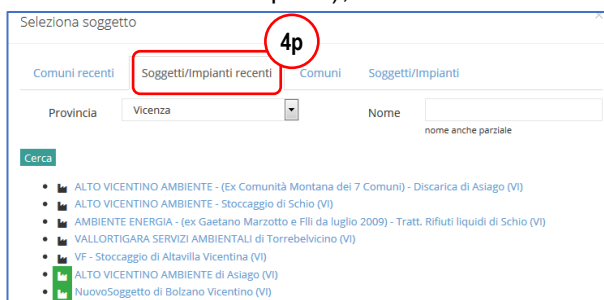 Seleziona soggetto
4p
Comuni recenti Soggetti/Impianti recenti Comuni Soggetti/Impianti
Provincia Vicenza Nome
nome anche parziale
Cerca
ALTO VICENTINO AMBIENTE - (Ex Comunità Montana dei 7 Comuni) - Discarica di Asiago (VI)
ALTO VICENTINO AMBIENTE - Stoccaggio di Schio (VI)
AMBIENTE ENERGIA - (ex Gaetano Marzotto e Flli da luglio 2009) - Tratt. Rifiuti liquidi di Schio (VI)
VALLORTIGARA SERVIZI AMBIENTALI di Torrebelvicino (VI)
VF - Stoccaggio di Altavilla Vicentina (VI)
ALTO VICENTINO AMBIENTE di Asiago (VI)
NuovoSoggetto di Bolzano Vicentino (VI)